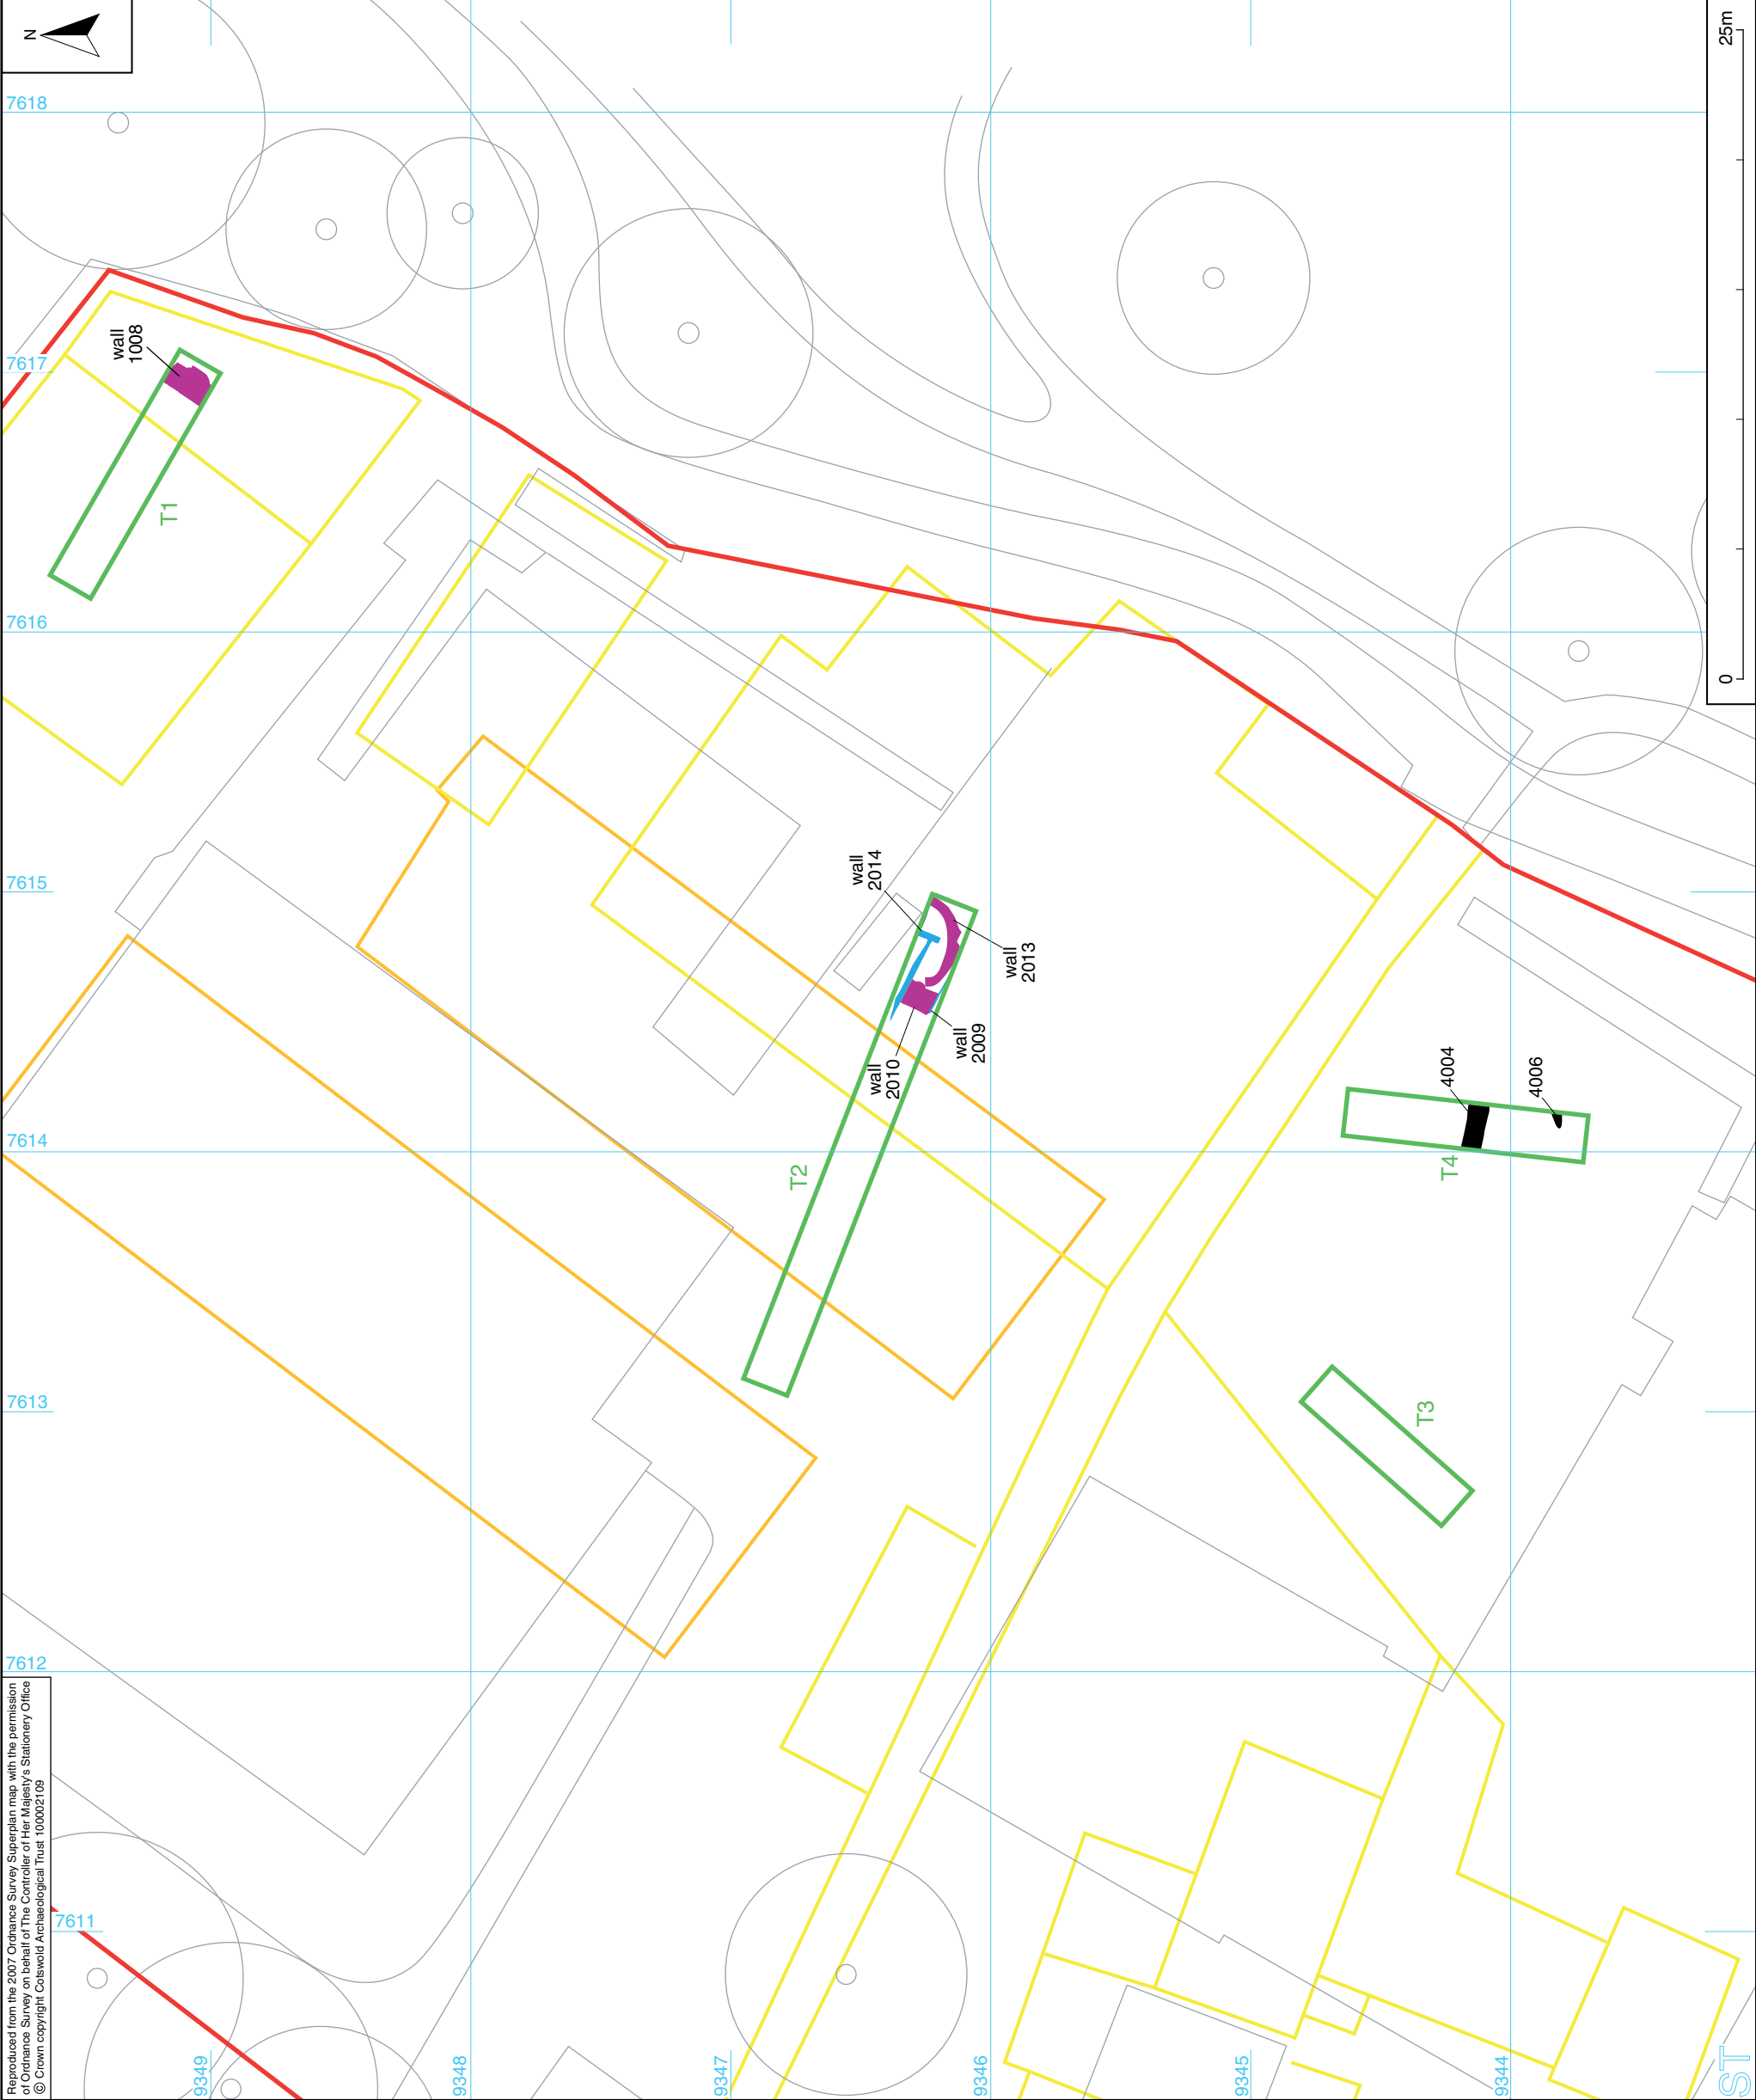 N
7618
7617
7616
7615
7614
7613
7612
7611
wall
1008
T1
wall
2014
wall
2013
wall
2010
wall
2009
T2
4004
4006
T4
T3
9349
9348
9347
9346
9345
9344
ST
0
25m
Reproduced from the 2007 Ordnance Survey Superplan map with the permission
of Ordnance Survey on behalf of The Controller of Her Majesty's Stationery Office
© Crown copyright Cotswold Archaeological Trust 100002109